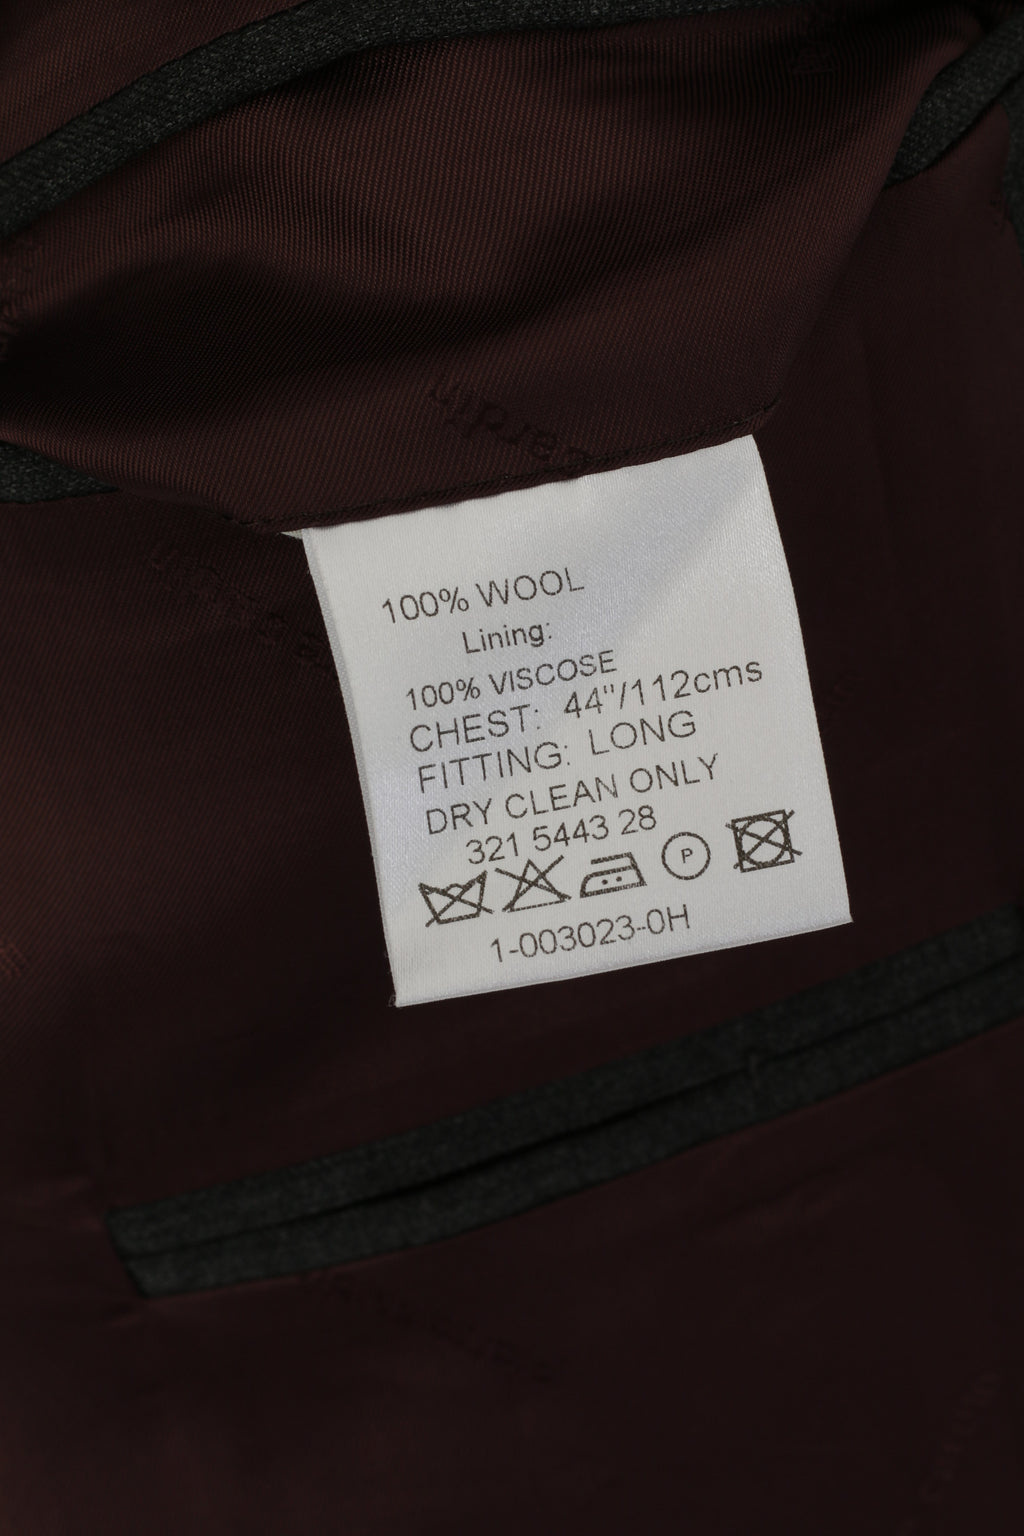 100% WOOL
Lining:
100% VISCOSE
CHEST: 44"/112cms
FITTING: LONG
DRY CLEAN ONLY
321 5443 28
P
1-003023-0H